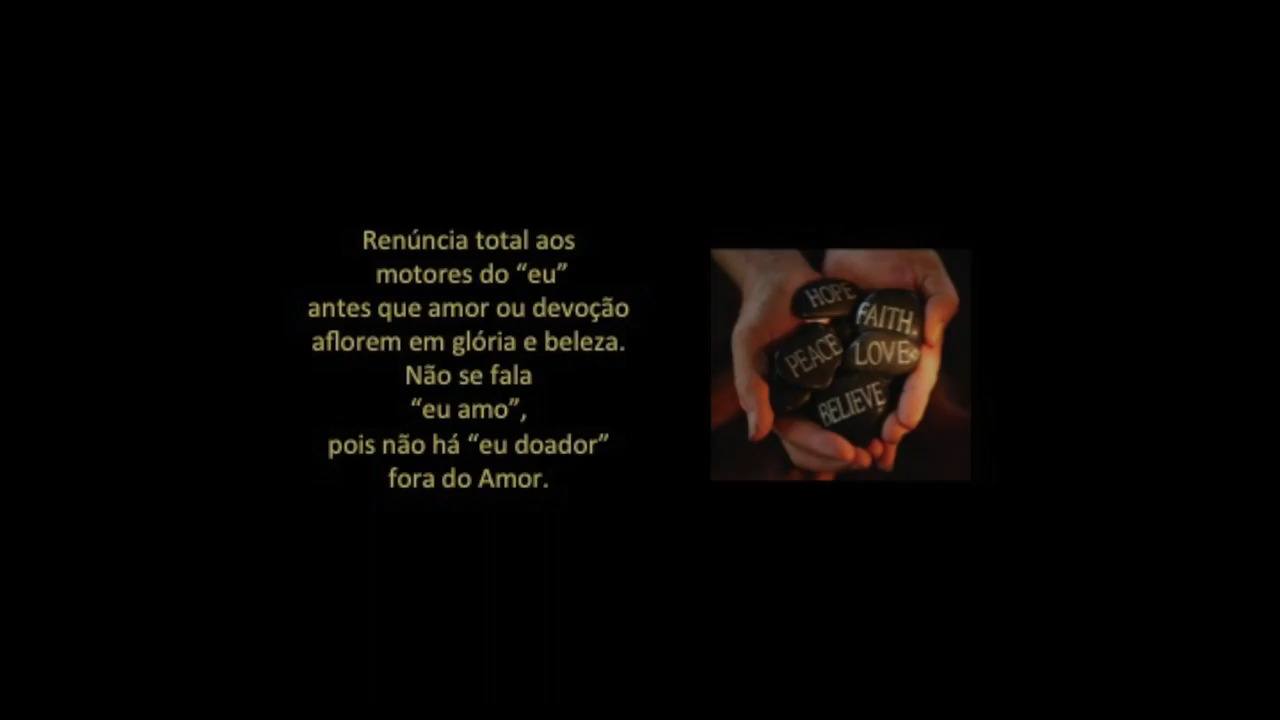 Renúncia total aos
motores do “eu”
antes que amor ou devoção
aflorem em glória e beleza.
Não se fala
“eu amo”,
pois não há “eu doador”
fora do Amor.
HOPE
FAITH
PEACE
LOVE
BELIEVE